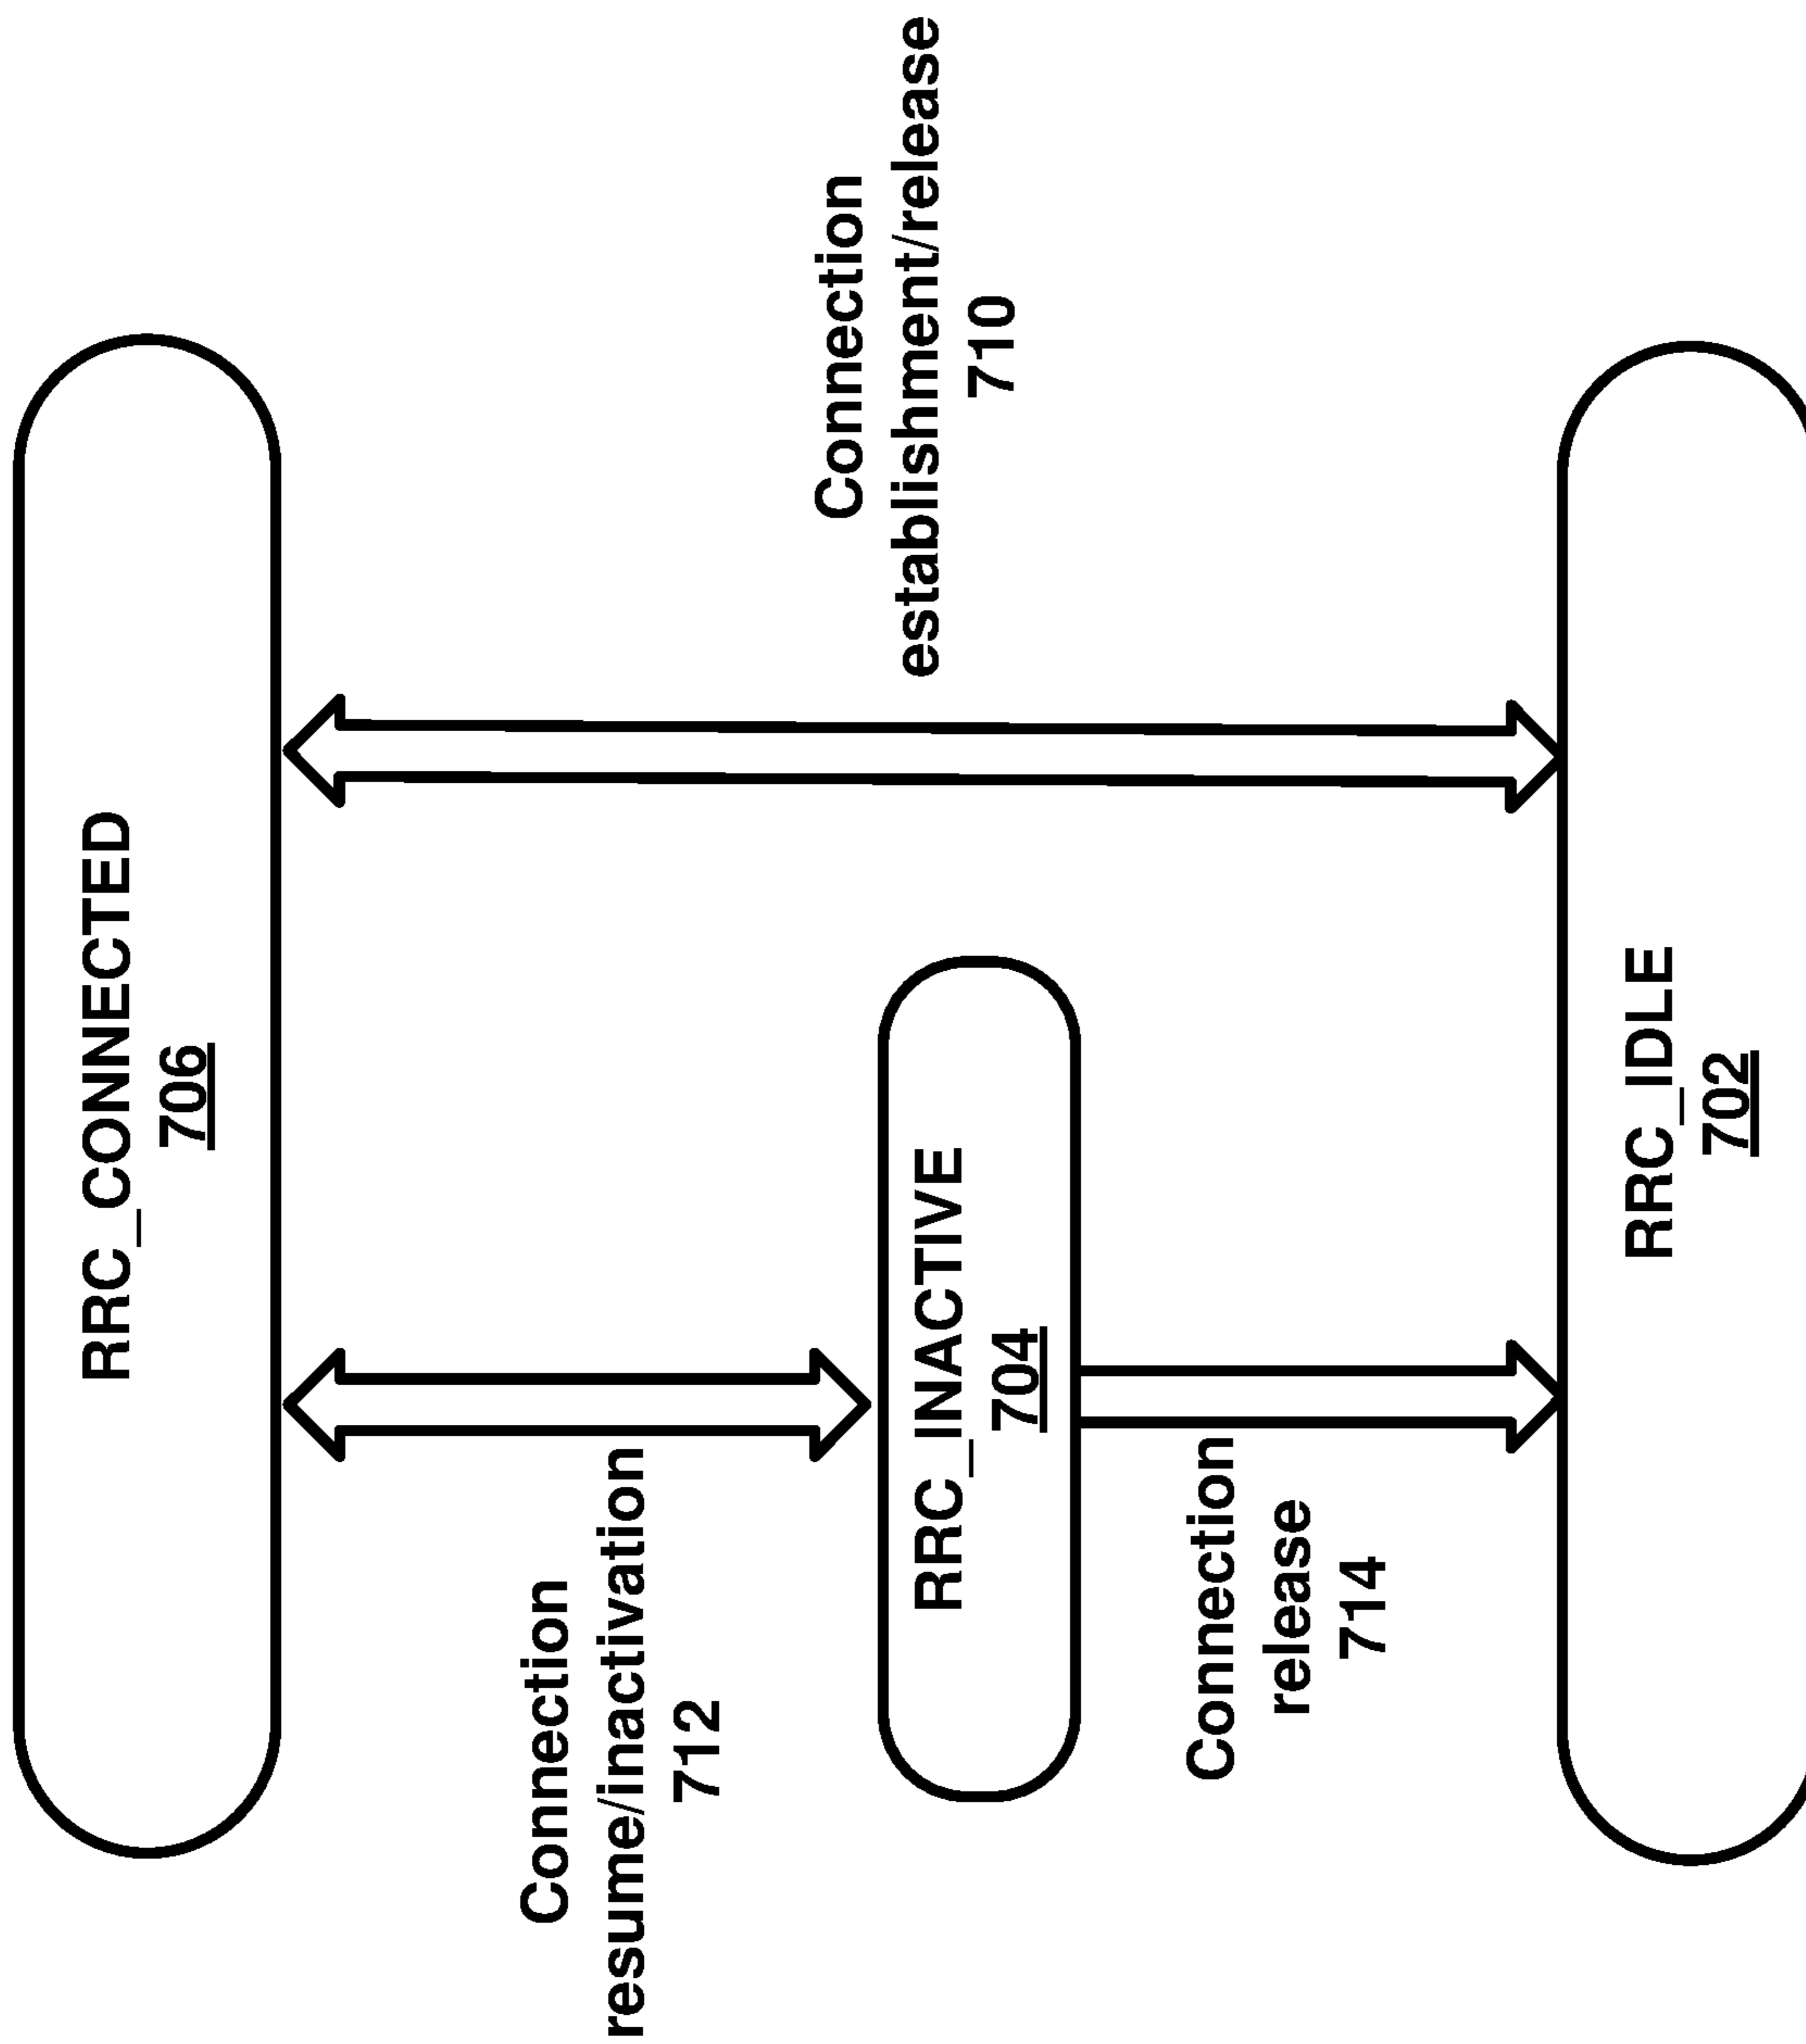 RRC_CONNECTED
706
Connection
resume/inactivation
712
Connection
establishment/release
710
RRC_INACTIVE
704
Connection
release
714
RRC_IDLE
702